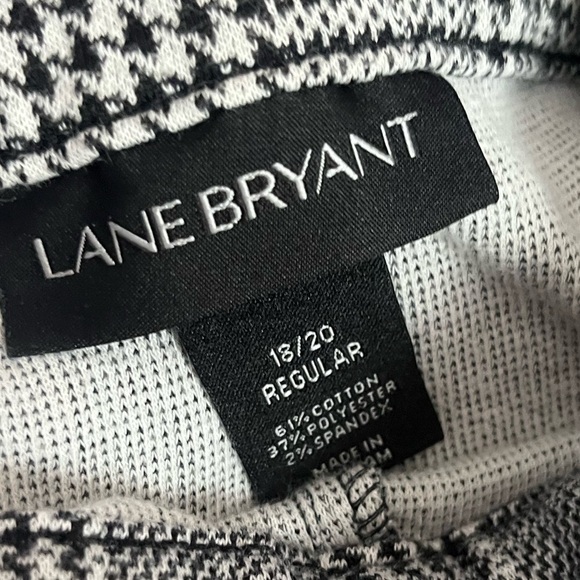 LANE BRYANT
18/20
REGULAR
61% COTTON
37% POLYESTER
2% SPANDEX
MADE IN